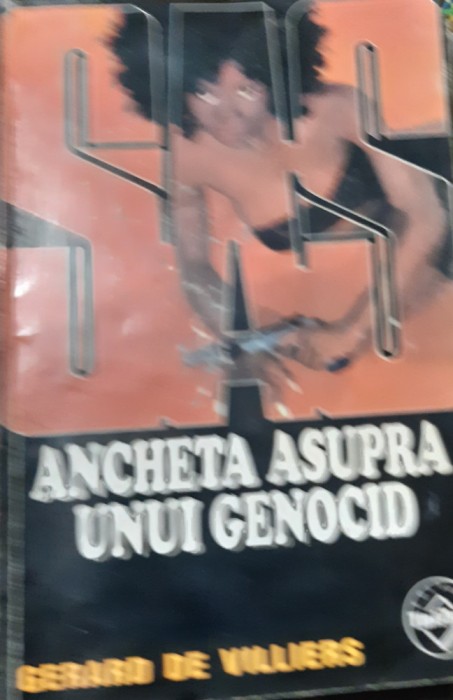 SAS
ANCHETA ASUPRA
UNUI GENOCID
GERARD DE VILLIERS